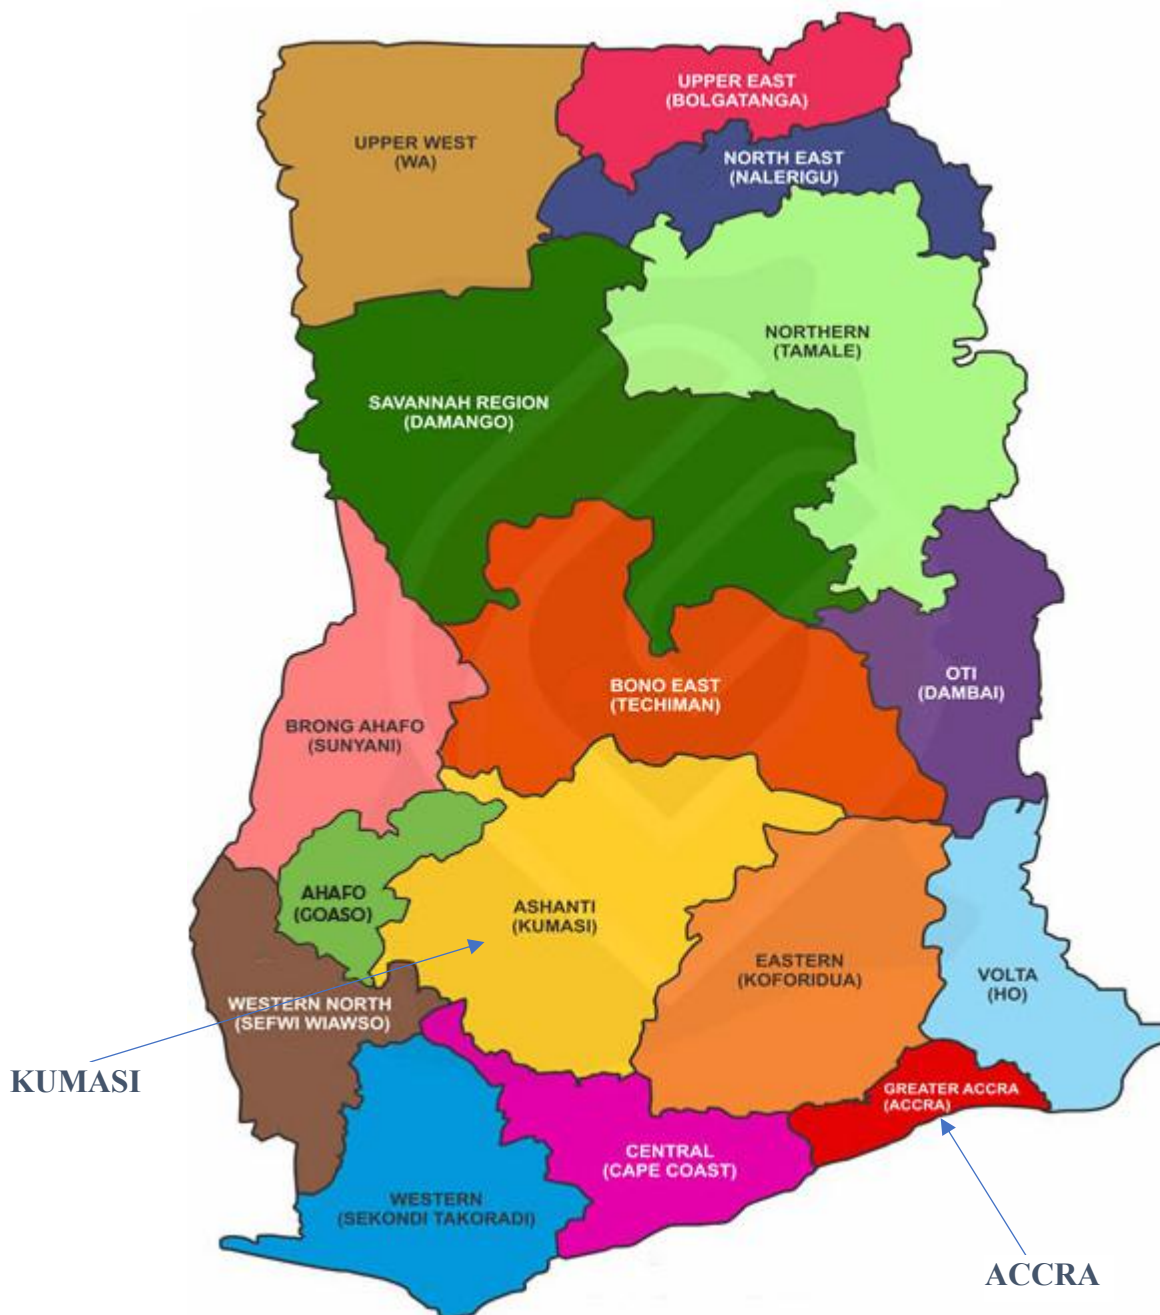 UPPER EAST
(BOLGATANGA)
UPPER WEST
(WA)
NORTH EAST
(NALERIGU)
NORTHERN
(TAMALE)
SAVANNAH REGION
(DAMANGO)
OTI
(DAMBAI)
BONO EAST
(TECHIMAN)
BRONG AHAFO
(SUNYANI)
AHAFO
(GOASO)
ASHANTI
(KUMASI)
EASTERN
(KOFORIDUA)
VOLTA
(HO)
WESTERN NORTH
(SEFWI WIAWSO)
KUMASI
GREATER ACCRA
(ACCRA)
CENTRAL
(CAPE COAST)
WESTERN
(SEKONDI TAKORADI)
ACCRA